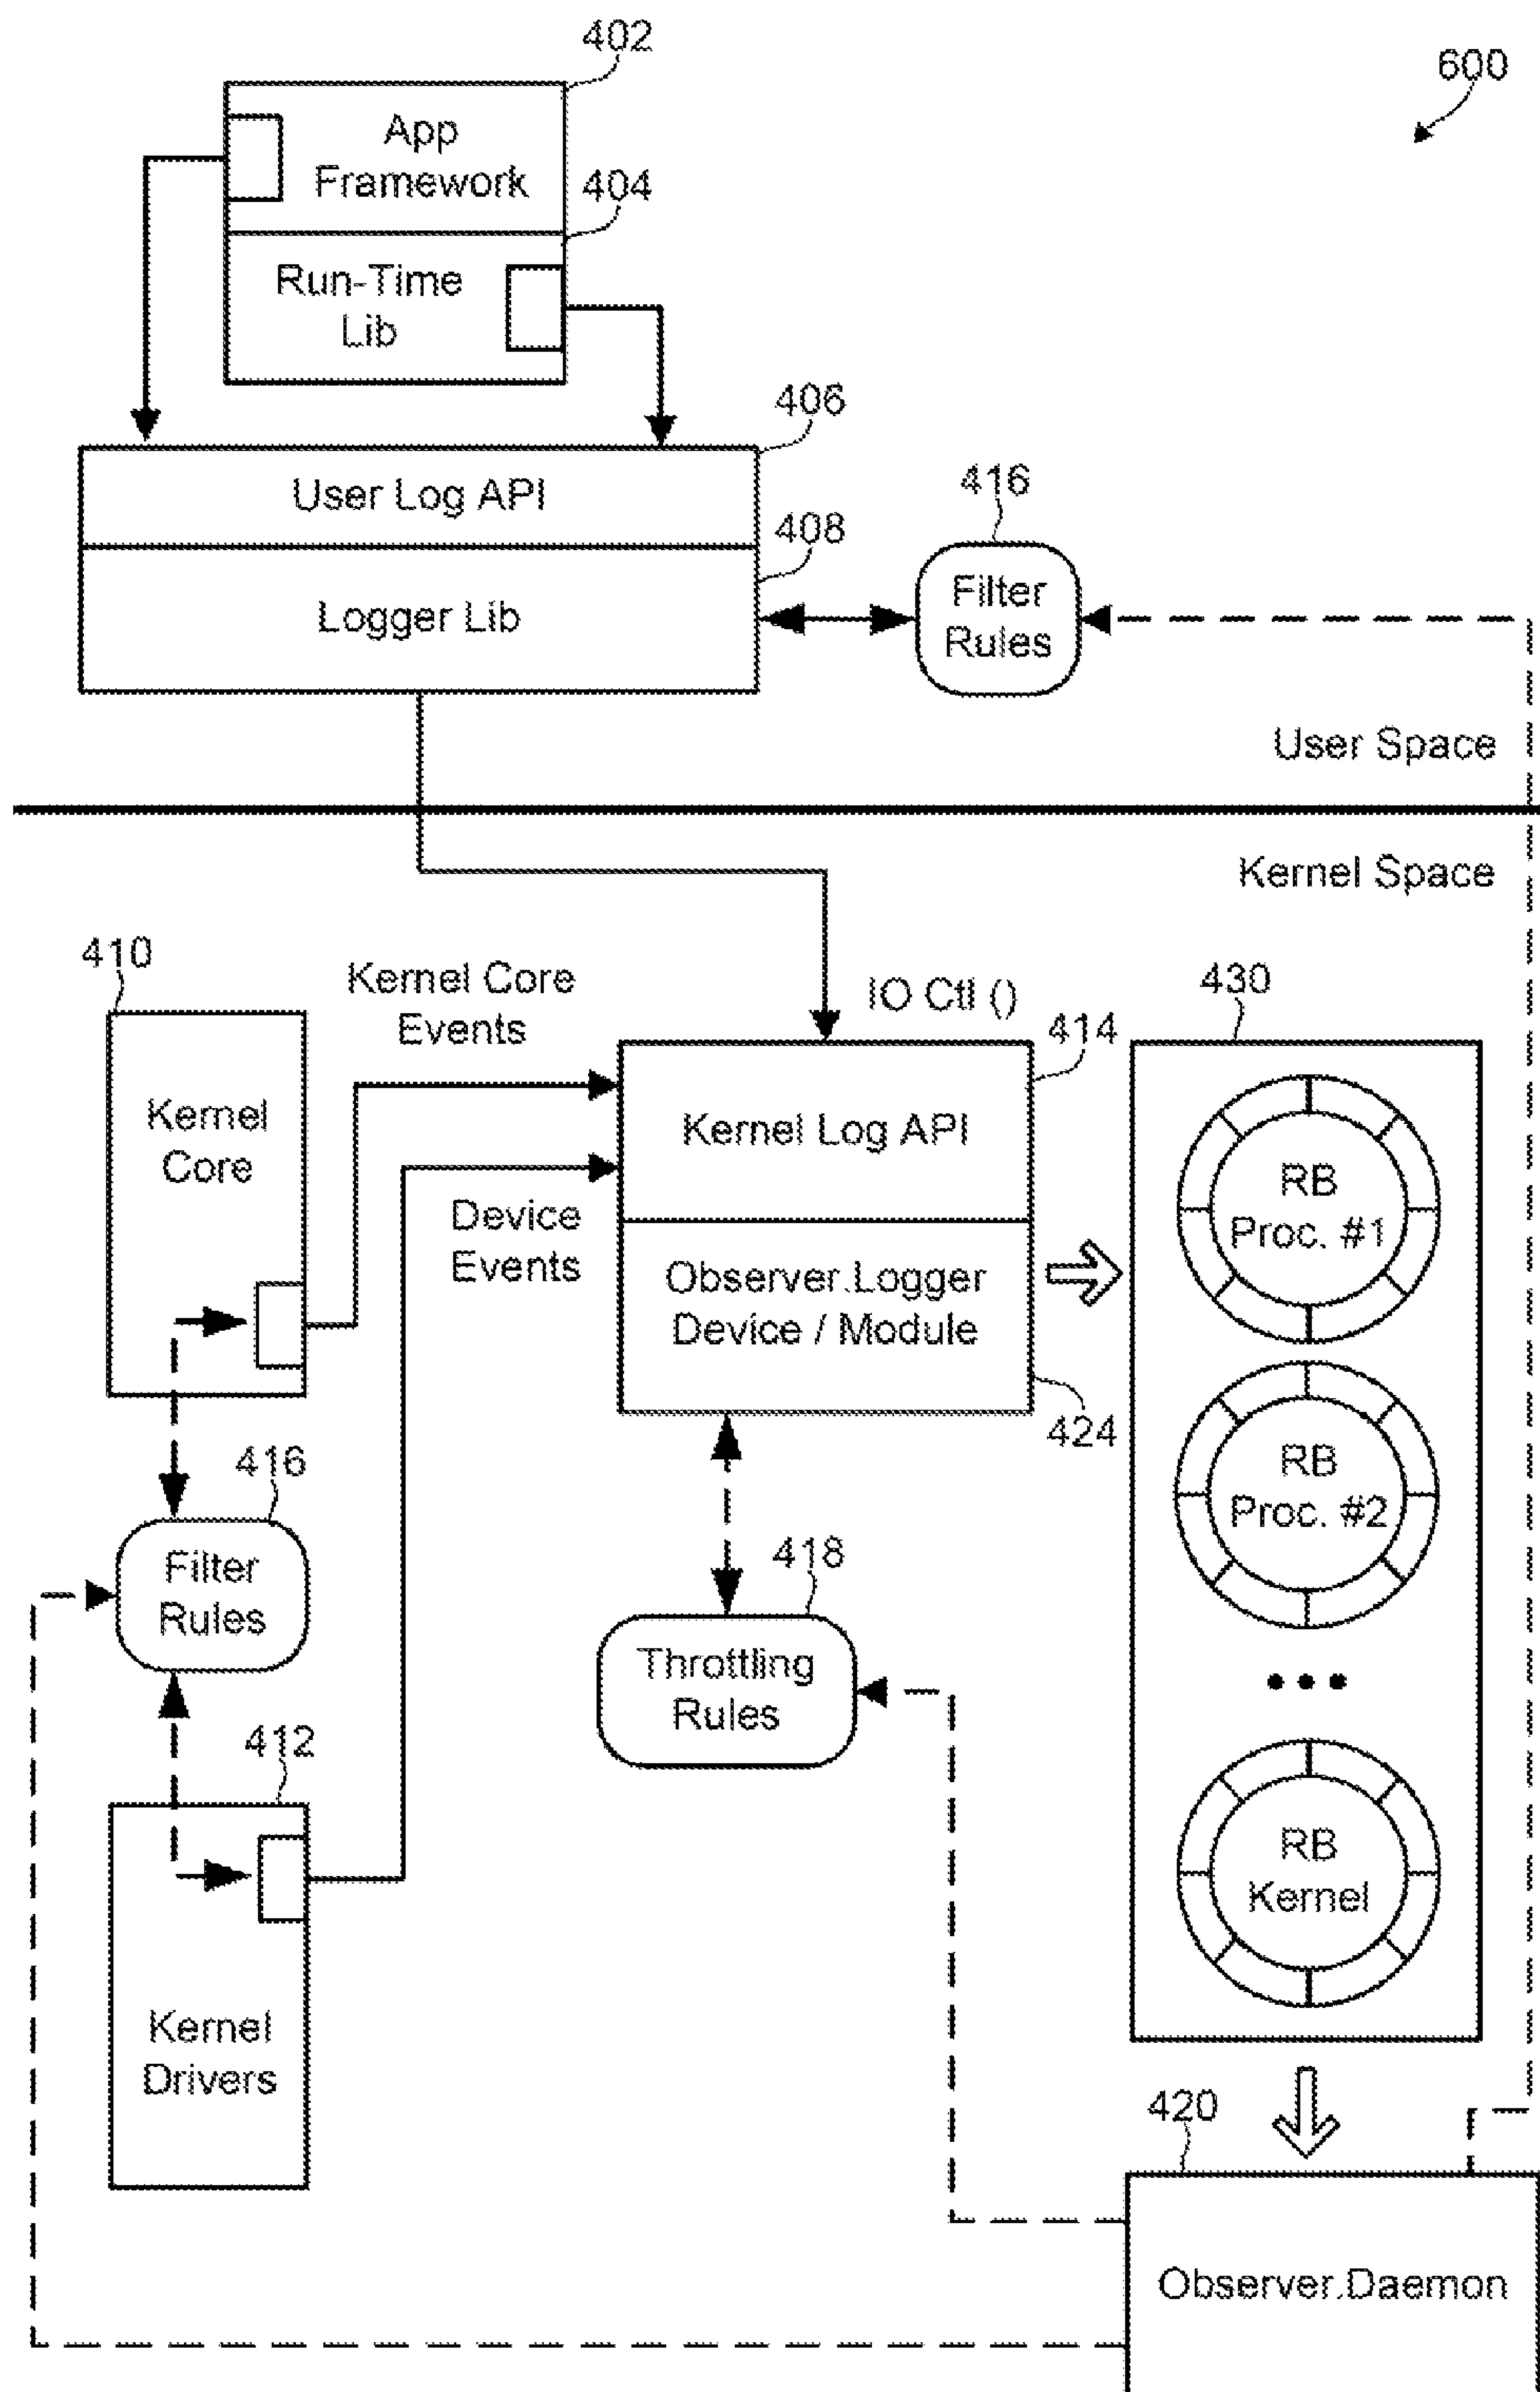 402
600
App
Framework
404
Run-Time
Lib
406
User Log API
416
408
Filter
Rules
Logger Lib
User Space
Kernel Space
410
Kernel Core
Events
IO Ctl ()
430
414
Kernel
Core
Kernel Log API
RB
Proc. #1
Device
Events
Observer.Logger
Device / Module
424
416
RB
Proc. #2
418
Filter
Rules
Throttling
Rules
412
RB
Kernel
Kernel
Drivers
420
Observer.Daemon